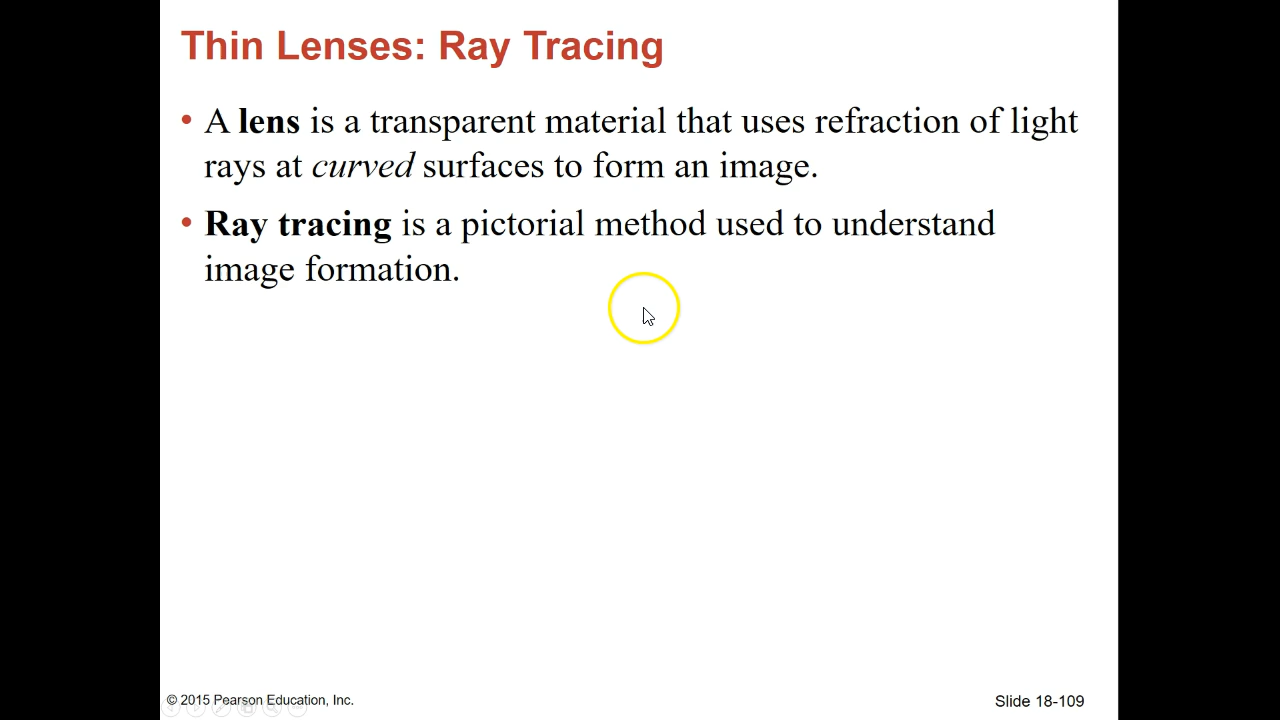 Thin Lenses: Ray Tracing
• A lens is a transparent material that uses refraction of light
rays at curved surfaces to form an image.
• Ray tracing is a pictorial method used to understand
image formation.
© 2015 Pearson Education, Inc.
Slide 18-109